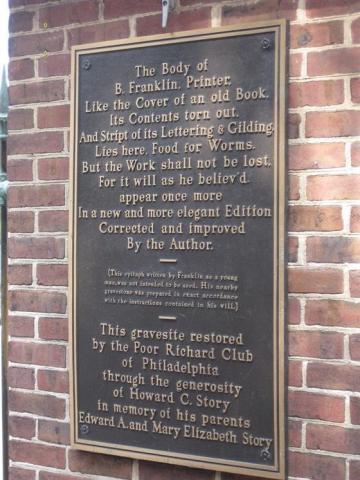 The Body of
B. Franklin, Printer,
Like the Cover of an old Book,
Its Contents torn out,
And Stript of its Lettering & Gilding,
Lies here, Food for Worms.
But the Work shall not be lost,
For it will as he believ'd
appear once more
In a new and more elegant Edition
Corrected and improved
By the Author.
(This epitaph written by Franklin as a young
man, was not intended to be used. His nearby
gravestone was prepared in exact accordance
with the instructions contained in his will.)
This gravesite restored
by the Poor Richard Club
of Philadelphia
through the generosity
of Howard C. Story
in memory of his parents
Edward A. and Mary Elizabeth Story